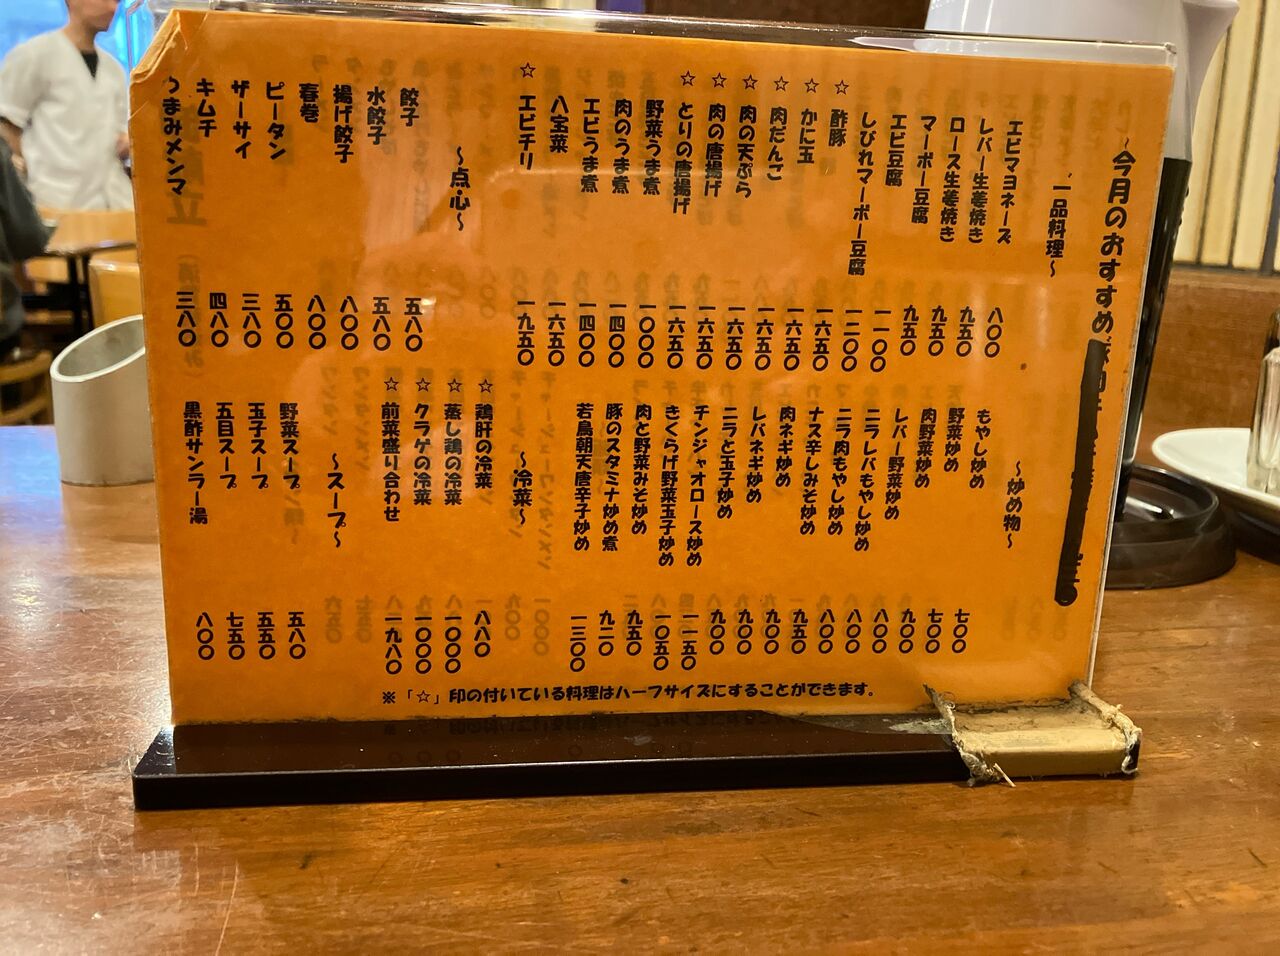 ～今月のおすすめ
～一品料理～
エビマヨネーズ 八〇〇
レバー生姜焼き 九五〇
ロース生姜焼き 九五〇
マーボー豆腐 九五〇
エビ豆腐 一一〇〇
しびれマーボー豆腐 一二〇〇
☆ 酢豚 一六五〇
☆ かに玉 一六五〇
☆ 肉だんご 一六五〇
☆ 肉の天ぷら 一六五〇
☆ 肉の唐揚げ 一六五〇
☆ とりの唐揚げ 一六五〇
野菜うま煮 一〇〇〇
肉のうま煮 一四〇〇
エビうま煮 一四〇〇
八宝菜 一六五〇
☆ エビチリ 一九五〇
～点心～
餃子 五八〇
水餃子 五八〇
揚げ餃子 八〇〇
春巻 八〇〇
ピータン 五〇〇
ザーサイ 三八〇
キムチ 四八〇
つまみメンマ 三八〇
～炒め物～
もやし炒め 七〇〇
野菜炒め 七〇〇
肉野菜炒め 九〇〇
レバー野菜炒め 八〇〇
ニラレバもやし炒め 八〇〇
ニラ肉もやし炒め 八〇〇
ナス辛しみそ炒め 九五〇
肉ネギ炒め 九〇〇
レバネギ炒め 九〇〇
ニラと玉子炒め 九〇〇
チンジャオロース炒め 一一五〇
きくらげ野菜玉子炒め 一〇五〇
肉と野菜みそ炒め 九五〇
豚のスタミナ炒め煮 九二〇
若鳥朝天唐辛子炒め 一三〇〇
～冷菜～
☆ 鶏肝の冷菜 八八〇
☆ 蒸し鶏の冷菜 一〇〇〇
☆ クラゲの冷菜 一〇〇〇
☆ 前菜盛り合わせ 一九八〇
～スープ～
野菜スープ 五八〇
玉子スープ 五五〇
五目スープ 七五〇
黒酢サンラー湯 八〇〇
※「☆」印の付いている料理はハーフサイズにすることができます。